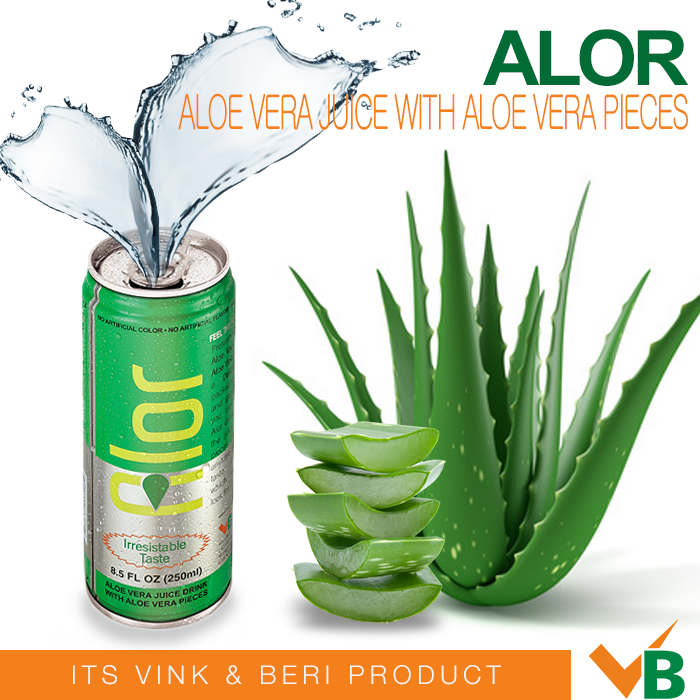 ALOR
ALOE VERA JUICE WITH ALOE VERA PIECES
NO ARTIFICIAL COLOR • NO ARTIFICIAL
FEEL
Alor
Irresistable
Taste
8.5 FL OZ (250ml)
ALOE VERA JUICE DRINK
WITH ALOE VERA PIECES
ITS VINK & BERI PRODUCT
VB